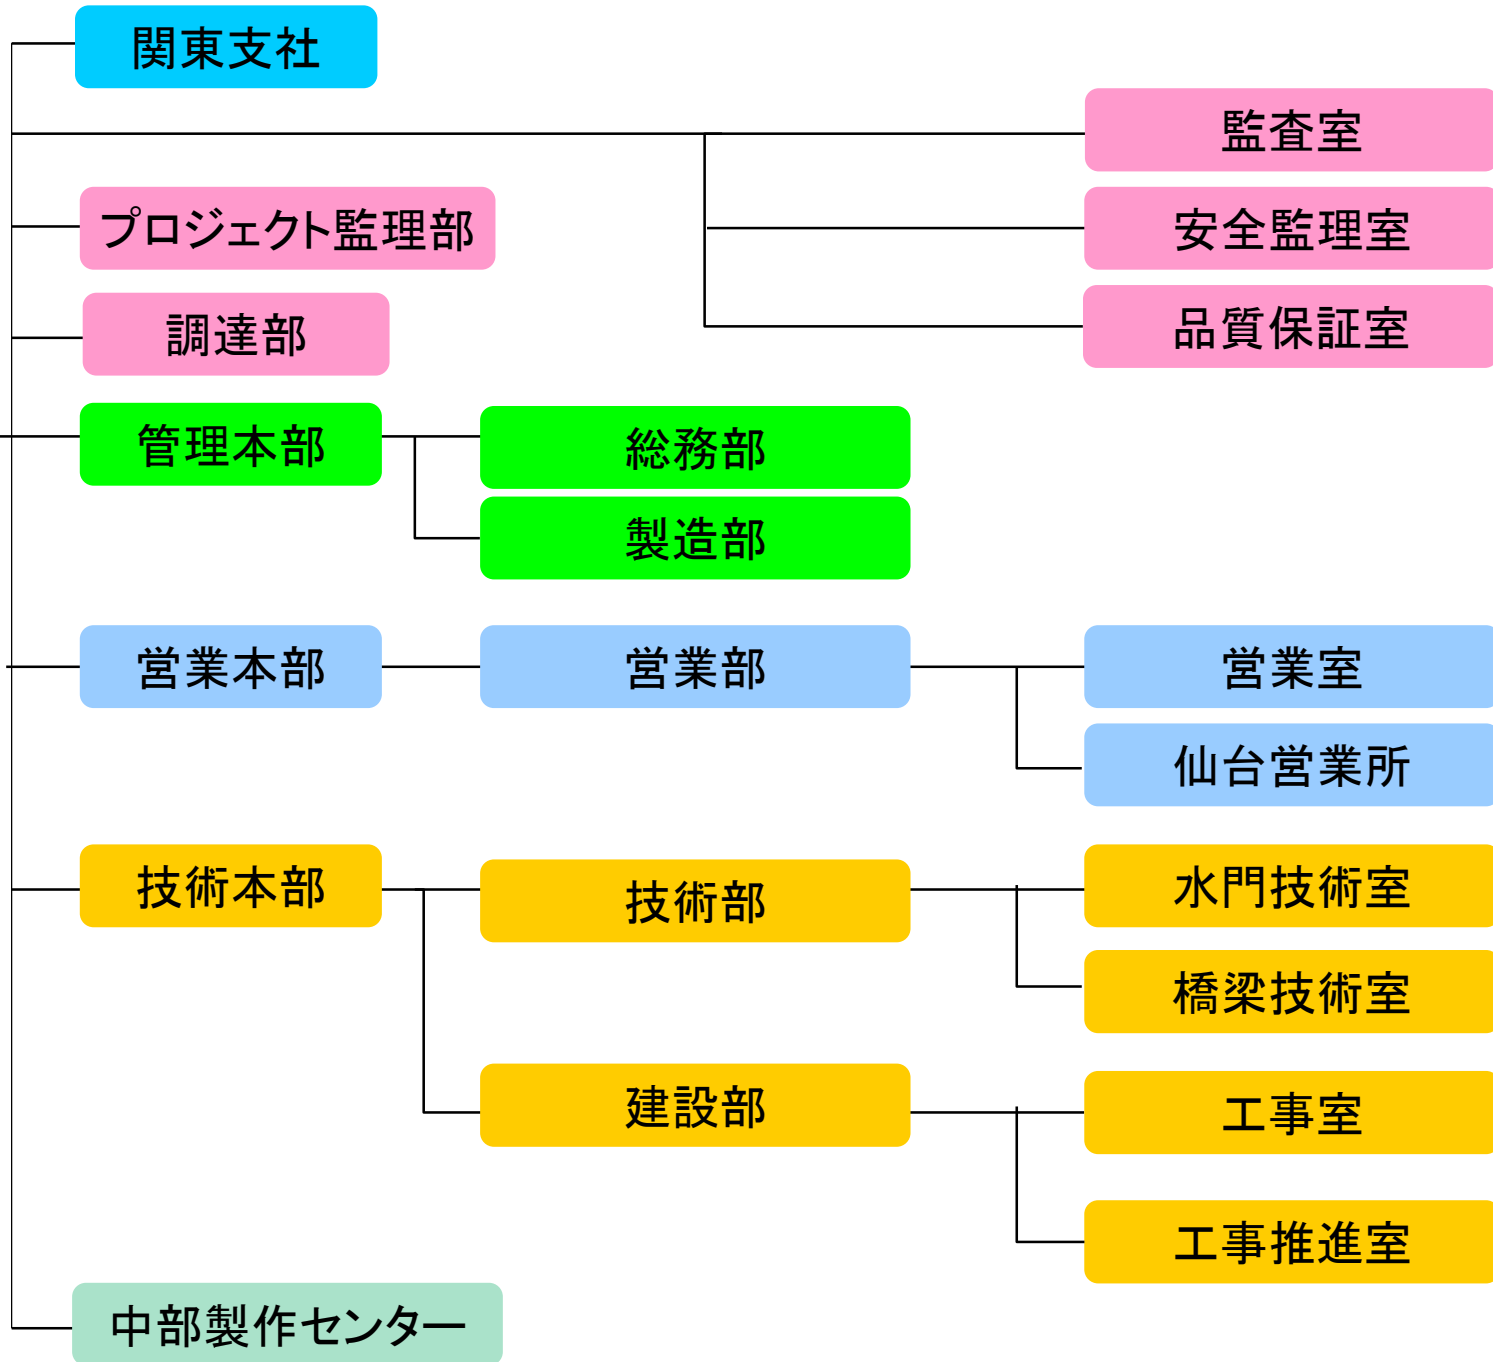 関東支社
監査室
プロジェクト監理部
安全監理室
品質保証室
調達部
管理本部
総務部
製造部
営業本部
営業部
営業室
仙台営業所
技術本部
技術部
水門技術室
橋梁技術室
建設部
工事室
工事推進室
中部製作センター